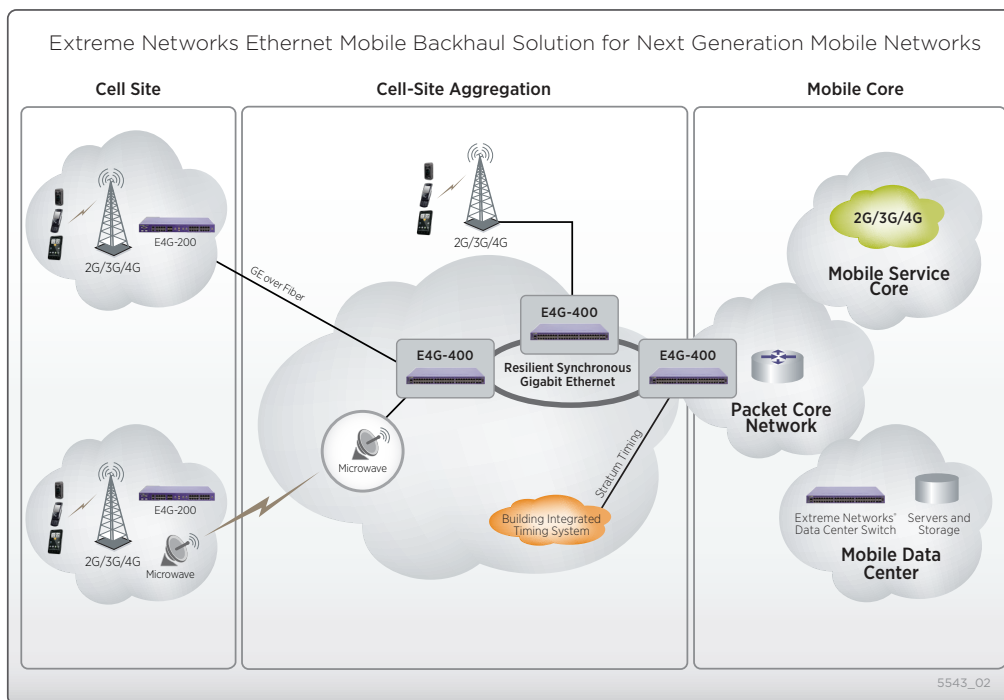 Extreme Networks Ethernet Mobile Backhaul Solution for Next Generation Mobile Networks
Cell Site
E4G-200
2G/3G/4G
E4G-200
2G/3G/4G
Microwave
Cell-Site Aggregation
2G/3G/4G
GE over Fiber
E4G-400
E4G-400
E4G-400
Resilient Synchronous
Gigabit Ethernet
Microwave
Stratum Timing
Building Integrated
Timing System
Mobile Core
2G/3G/4G
Mobile Service
Core
Packet Core
Network
Extreme Networks®
Data Center Switch
Servers and
Storage
Mobile Data
Center
5543_02